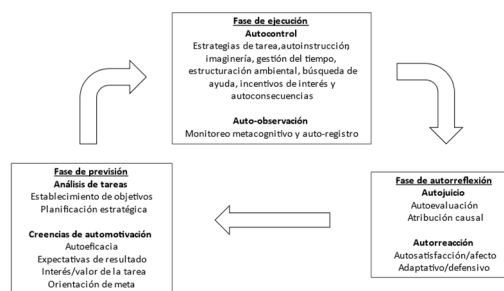 Fase de ejecución
Autocontrol
Estrategias de tarea,autoinstrucción,
imaginería, gestión del tiempo,
estructuración ambiental, búsqueda de
ayuda, incentivos de interés y
autoconsecuencias
Auto-observación
Monitoreo metacognitivo y auto-registro
Fase de previsión
Análisis de tareas
Establecimiento de objetivos
Planificación estratégica
Creencias de automotivación
Autoeficacia
Expectativas de resultado
Interés/valor de la tarea
Orientación de meta
Fase de autorreflexión
Autojuicio
Autoevaluación
Atribución causal
Autorreacción
Autosatisfacción/afecto
Adaptativo/defensivo